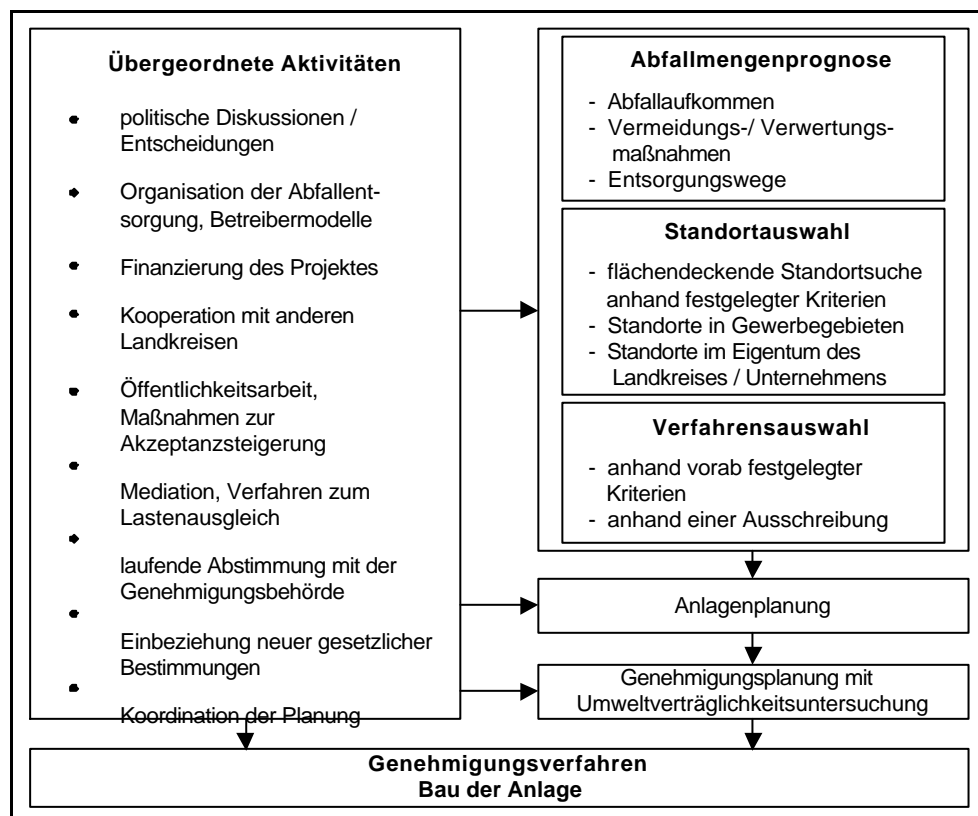 Übergeordnete Aktivitäten
• politische Diskussionen /
Entscheidungen
• Organisation der Abfallent-
sorgung, Betreibermodelle
• Finanzierung des Projektes
• Kooperation mit anderen
Landkreisen
• Öffentlichkeitsarbeit,
Maßnahmen zur
Akzeptanzsteigerung
• Mediation, Verfahren zum
Lastenausgleich
• laufende Abstimmung mit der
Genehmigungsbehörde
• Einbeziehung neuer gesetzlicher
Bestimmungen
• Koordination der Planung
Abfallmengenprognose
- Abfallaufkommen
- Vermeidungs-/ Verwertungs-
maßnahmen
- Entsorgungswege
Standortauswahl
- flächendeckende Standortsuche
anhand festgelegter Kriterien
- Standorte in Gewerbegebieten
- Standorte im Eigentum des
Landkreises / Unternehmens
Verfahrensauswahl
- anhand vorab festgelegter
Kriterien
- anhand einer Ausschreibung
Anlagenplanung
Genehmigungsplanung mit
Umweltverträglichkeitsuntersuchung
Genehmigungsverfahren
Bau der Anlage